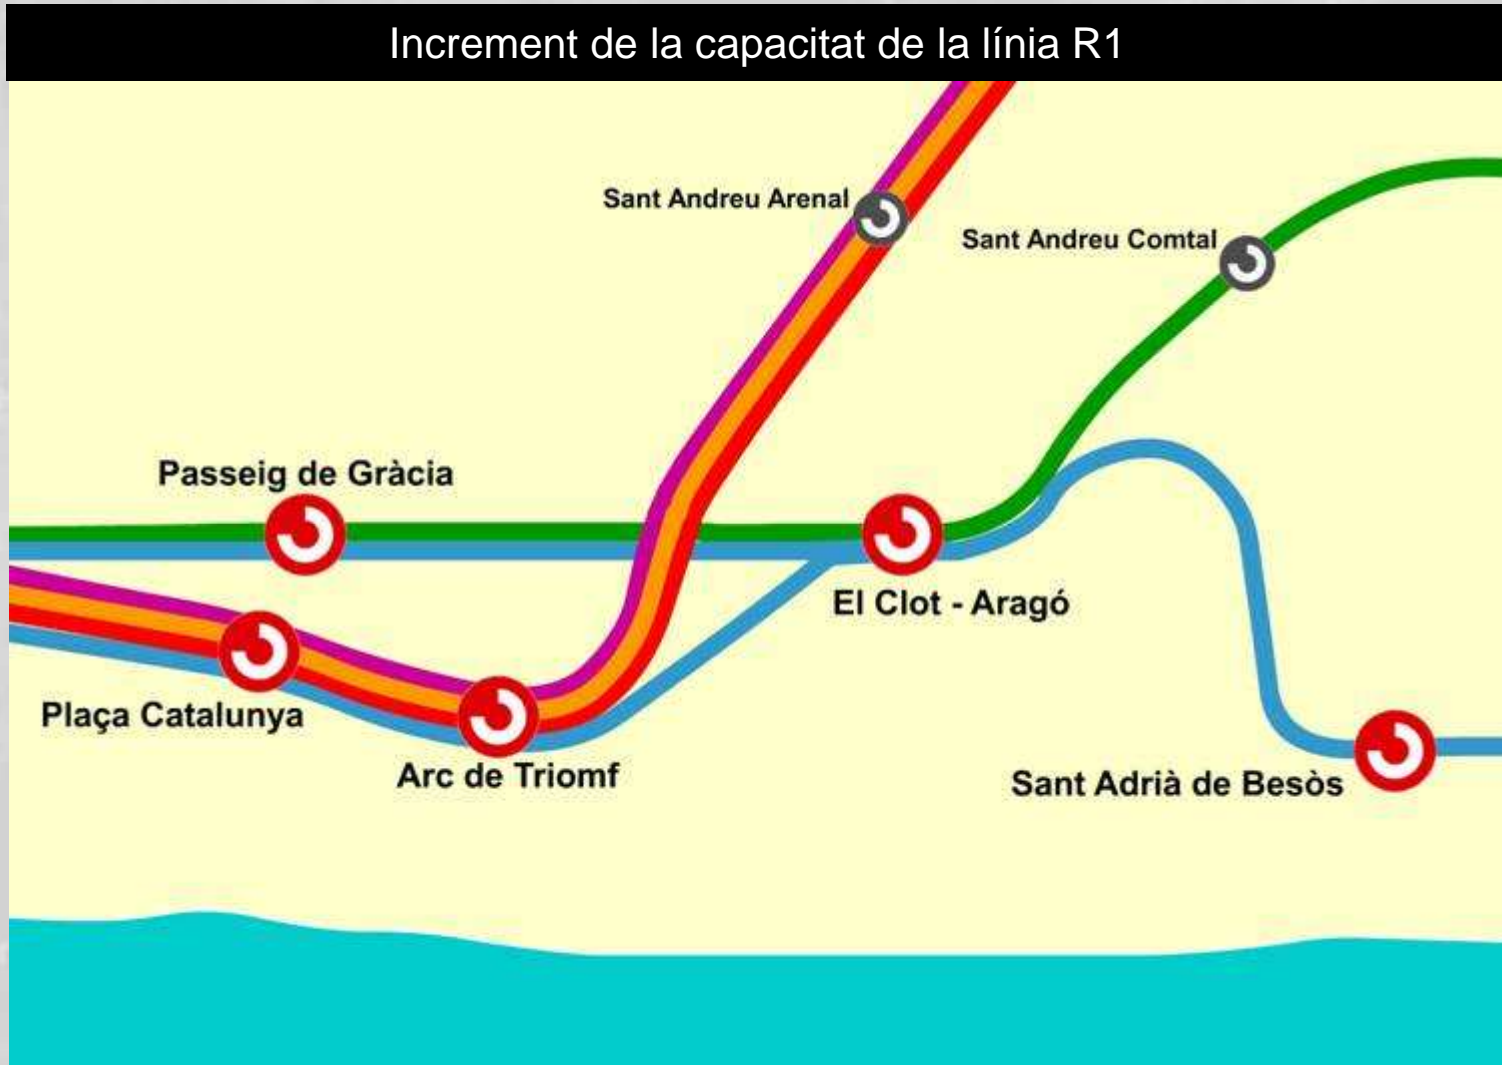 Increment de la capacitat de la línia R1
Sant Andreu Arenal
Sant Andreu Comtal
Passeig de Gràcia
El Clot - Aragó
Plaça Catalunya
Arc de Triomf
Sant Adrià de Besòs